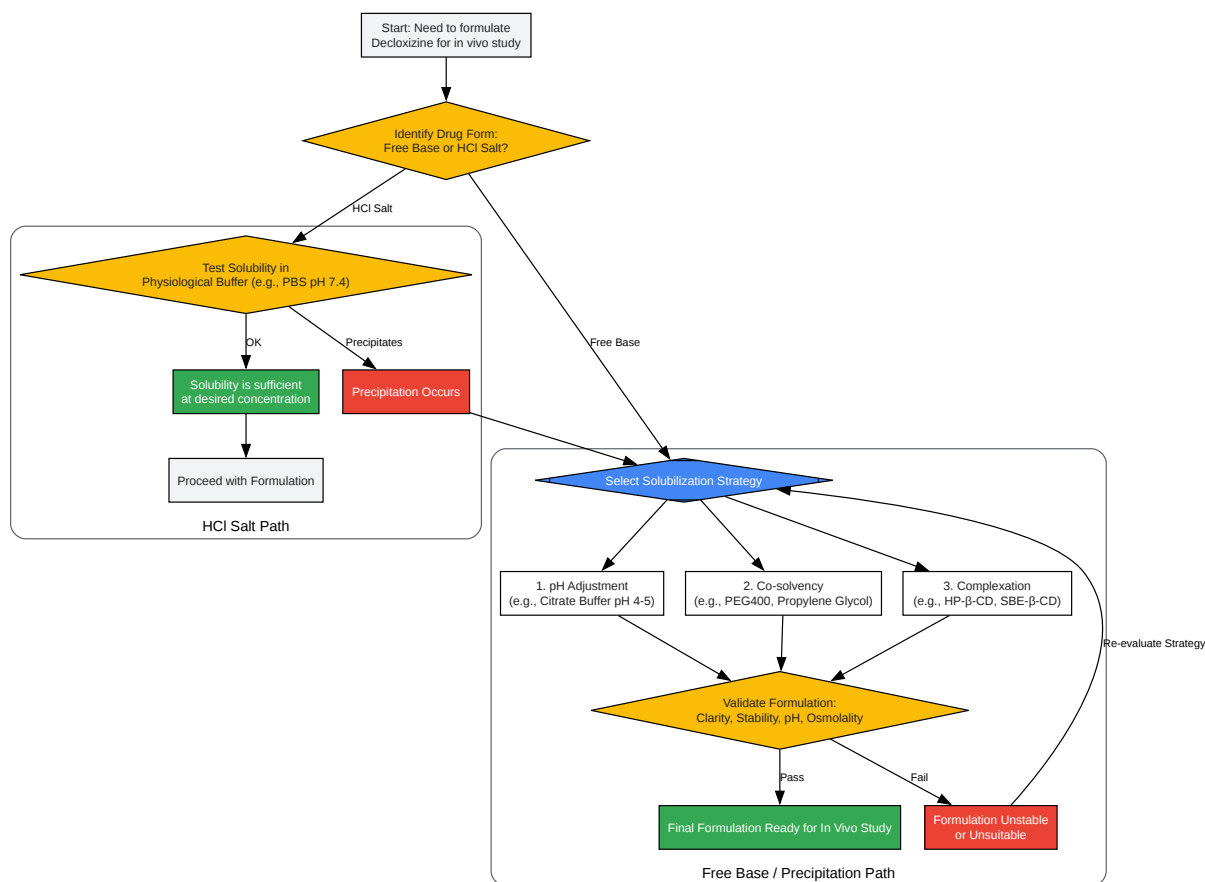 Start: Need to formulate
Decloxizine for in vivo study
Identify Drug Form:
Free Base or HCl Salt?
HCl Salt
Test Solubility in
Physiological Buffer (e.g., PBS pH 7.4)
OK
Precipitates
Free Base
Solubility is sufficient
at desired concentration
Precipitation Occurs
Proceed with Formulation
HCl Salt Path
Select Solubilization Strategy
1. pH Adjustment
(e.g., Citrate Buffer pH 4-5)
2. Co-solvency
(e.g., PEG400, Propylene Glycol)
3. Complexation
(e.g., HP-β-CD, SBE-β-CD)
Re-evaluate Strategy
Validate Formulation:
Clarity, Stability, pH, Osmolality
Pass
Fail
Final Formulation Ready for In Vivo Study
Formulation Unstable
or Unsuitable
Free Base / Precipitation Path